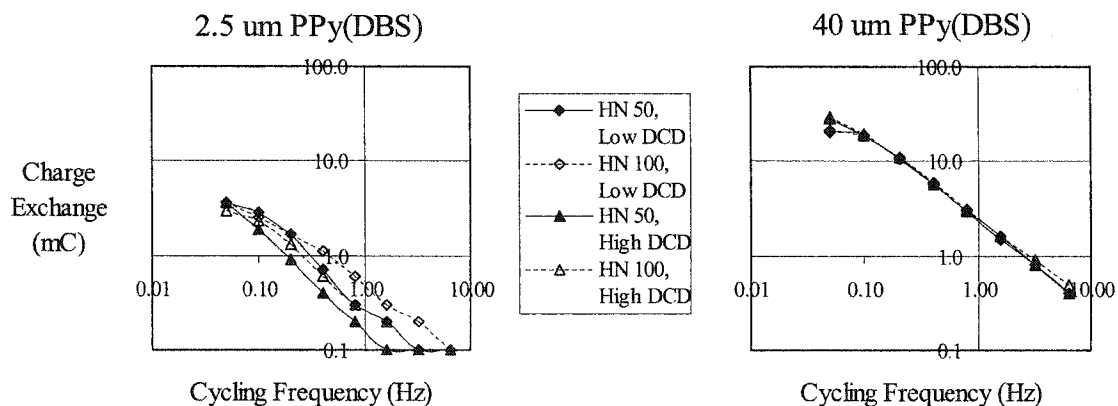 2.5 um PPy(DBS)
40 um PPy(DBS)
Charge
Exchange
(mC)
100.0
10.0
1.0
0.1
0.01
0.10
1.00
10.00
Cycling Frequency (Hz)
HN 50,
Low DCD
HN 100,
Low DCD
HN 50,
High DCD
HN 100,
High DCD
100.0
10.0
1.0
0.1
0.01
0.10
1.00
10.00
Cycling Frequency (Hz)